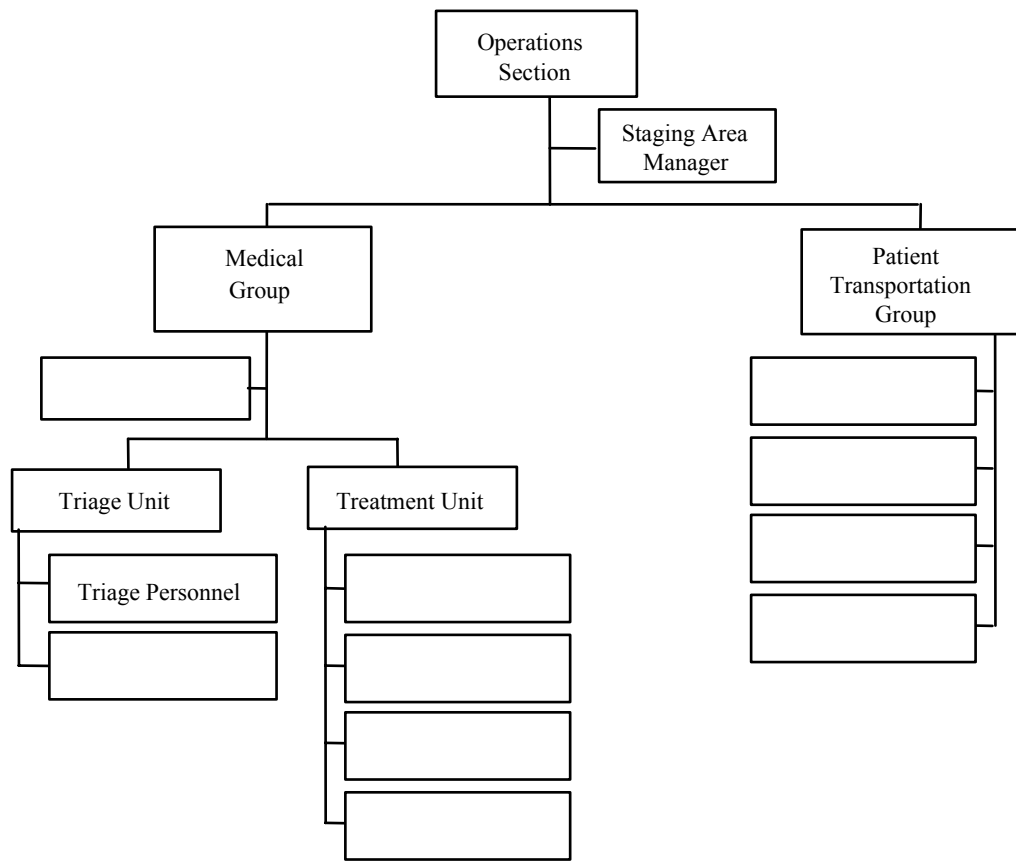 Operations
Section
Staging Area
Manager
Medical
Group
Patient
Transportation
Group
Triage Unit
Treatment Unit
Triage Personnel